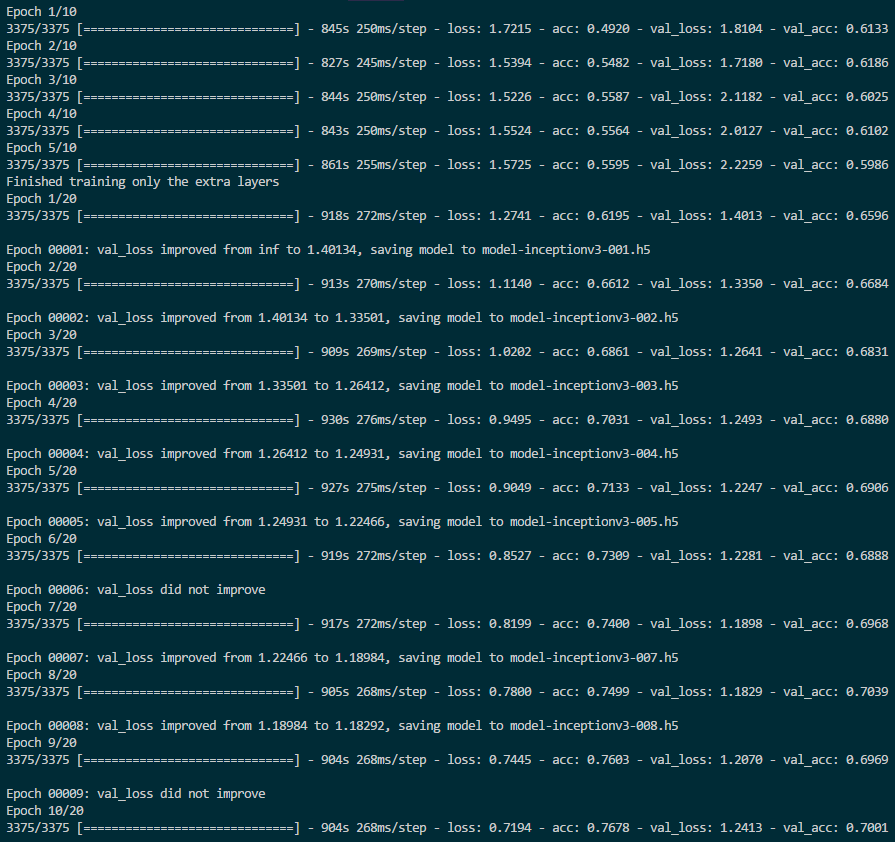 Epoch 1/10
3375/3375 [==============================] - 845s 250ms/step - loss: 1.7215 - acc: 0.4920 - val_loss: 1.8104 - val_acc: 0.6133
Epoch 2/10
3375/3375 [==============================] - 827s 245ms/step - loss: 1.5394 - acc: 0.5482 - val_loss: 1.7180 - val_acc: 0.6186
Epoch 3/10
3375/3375 [==============================] - 844s 250ms/step - loss: 1.5226 - acc: 0.5587 - val_loss: 2.1182 - val_acc: 0.6025
Epoch 4/10
3375/3375 [==============================] - 843s 250ms/step - loss: 1.5524 - acc: 0.5564 - val_loss: 2.0127 - val_acc: 0.6102
Epoch 5/10
3375/3375 [==============================] - 861s 255ms/step - loss: 1.5725 - acc: 0.5595 - val_loss: 2.2259 - val_acc: 0.5986
Finished training only the extra layers
Epoch 1/20
3375/3375 [==============================] - 918s 272ms/step - loss: 1.2741 - acc: 0.6195 - val_loss: 1.4013 - val_acc: 0.6596
Epoch 00001: val_loss improved from inf to 1.40134, saving model to model-inceptionv3-001.h5
Epoch 2/20
3375/3375 [==============================] - 913s 270ms/step - loss: 1.1140 - acc: 0.6612 - val_loss: 1.3350 - val_acc: 0.6684
Epoch 00002: val_loss improved from 1.40134 to 1.33501, saving model to model-inceptionv3-002.h5
Epoch 3/20
3375/3375 [==============================] - 909s 269ms/step - loss: 1.0202 - acc: 0.6861 - val_loss: 1.2641 - val_acc: 0.6831
Epoch 00003: val_loss improved from 1.33501 to 1.26412, saving model to model-inceptionv3-003.h5
Epoch 4/20
3375/3375 [==============================] - 930s 276ms/step - loss: 0.9495 - acc: 0.7031 - val_loss: 1.2493 - val_acc: 0.6880
Epoch 00004: val_loss improved from 1.26412 to 1.24931, saving model to model-inceptionv3-004.h5
Epoch 5/20
3375/3375 [==============================] - 927s 275ms/step - loss: 0.9049 - acc: 0.7133 - val_loss: 1.2247 - val_acc: 0.6906
Epoch 00005: val_loss improved from 1.24931 to 1.22466, saving model to model-inceptionv3-005.h5
Epoch 6/20
3375/3375 [==============================] - 919s 272ms/step - loss: 0.8527 - acc: 0.7309 - val_loss: 1.2281 - val_acc: 0.6888
Epoch 00006: val_loss did not improve
Epoch 7/20
3375/3375 [==============================] - 917s 272ms/step - loss: 0.8199 - acc: 0.7400 - val_loss: 1.1898 - val_acc: 0.6968
Epoch 00007: val_loss improved from 1.22466 to 1.18984, saving model to model-inceptionv3-007.h5
Epoch 8/20
3375/3375 [==============================] - 905s 268ms/step - loss: 0.7800 - acc: 0.7499 - val_loss: 1.1829 - val_acc: 0.7039
Epoch 00008: val_loss improved from 1.18984 to 1.18292, saving model to model-inceptionv3-008.h5
Epoch 9/20
3375/3375 [==============================] - 904s 268ms/step - loss: 0.7445 - acc: 0.7603 - val_loss: 1.2070 - val_acc: 0.6969
Epoch 00009: val_loss did not improve
Epoch 10/20
3375/3375 [==============================] - 904s 268ms/step - loss: 0.7194 - acc: 0.7678 - val_loss: 1.2413 - val_acc: 0.7001